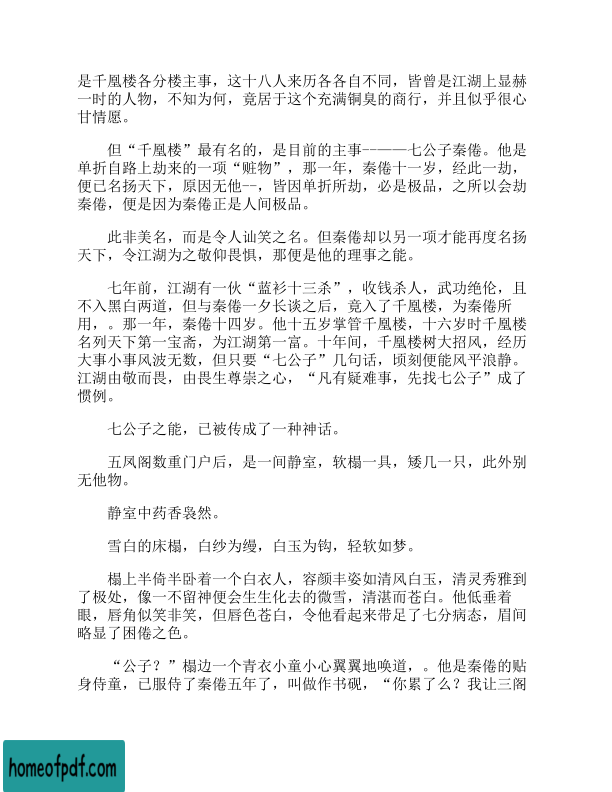 是千凰楼各分楼主事，这十八人来历各各自不同，皆曾是江湖上显赫
一时的人物，不知为何，竟居于这个充满铜臭的商行，并且似乎很心
甘情愿。
但“千凰楼”最有名的，是目前的主事--——七公子秦倦。他是
单折自路上劫来的一项“赃物”，那一年，秦倦十一岁，经此一劫，
便已名扬天下，原因无他--，皆因单折所劫，必是极品，之所以会劫
秦倦，便是因为秦倦正是人间极品。
此非美名，而是令人讪笑之名。但秦倦却以另一项才能再度名扬
天下，令江湖为之敬仰畏惧，那便是他的理事之能。
七年前，江湖有一伙“蓝衫十三杀”，收钱杀人，武功绝伦，且
不入黑白两道，但与秦倦一夕长谈之后，竟入了千凰楼，为秦倦所
用，。那一年，秦倦十四岁。他十五岁掌管千凰楼，十六岁时千凰楼
名列天下第一宝斋，为江湖第一富。十年间，千凰楼树大招风，经历
大事小事风波无数，但只要“七公子”几句话，顷刻便能风平浪静。
江湖由敬而畏，由畏生尊崇之心，“凡有疑难事，先找七公子”成了
惯例。
七公子之能，已被传成了一种神话。
五凤阁数重门户后，是一间静室，软榻一具，矮几一只，此外别
无他物。
静室中药香袅然。
雪白的床榻，白纱为缦，白玉为钩，轻软如梦。
榻上半倚半卧着一个白衣人，容颜丰姿如清风白玉，清灵秀雅到
了极处，像一不留神便会生生化去的微雪，清湛而苍白。他低垂着
眼，唇角似笑非笑，但唇色苍白，令他看起来带足了七分病态，眉间
略显了困倦之色。
“公子？”榻边一个青衣小童小心翼翼地唤道，。他是秦倦的贴
身侍童，已服侍了秦倦五年了，叫做作书砚，“你累了么？我让三阁
homeofpdf.com